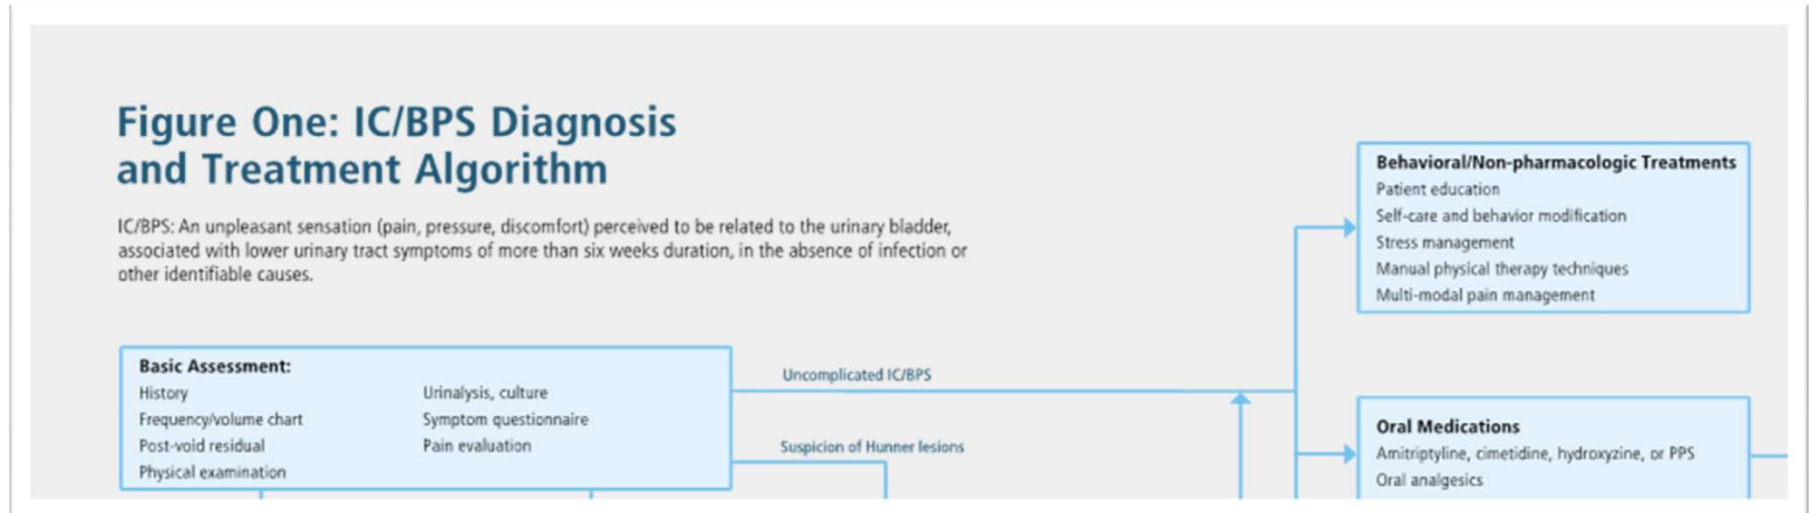 Figure One: IC/BPS Diagnosis
and Treatment Algorithm
IC/BPS: An unpleasant sensation (pain, pressure, discomfort) perceived to be related to the urinary bladder,
associated with lower urinary tract symptoms of more than six weeks duration, in the absence of infection or
other identifiable causes.
Basic Assessment:
History
Frequency/volume chart
Post-void residual
Physical examination
Urinalysis, culture
Symptom questionnaire
Pain evaluation
Uncomplicated IC/BPS
Suspicion of Hunner lesions
Behavioral/Non-pharmacologic Treatments
Patient education
Self-care and behavior modification
Stress management
Manual physical therapy techniques
Multi-modal pain management
Oral Medications
Amitriptyline, cimetidine, hydroxyzine, or PPS
Oral analgesics